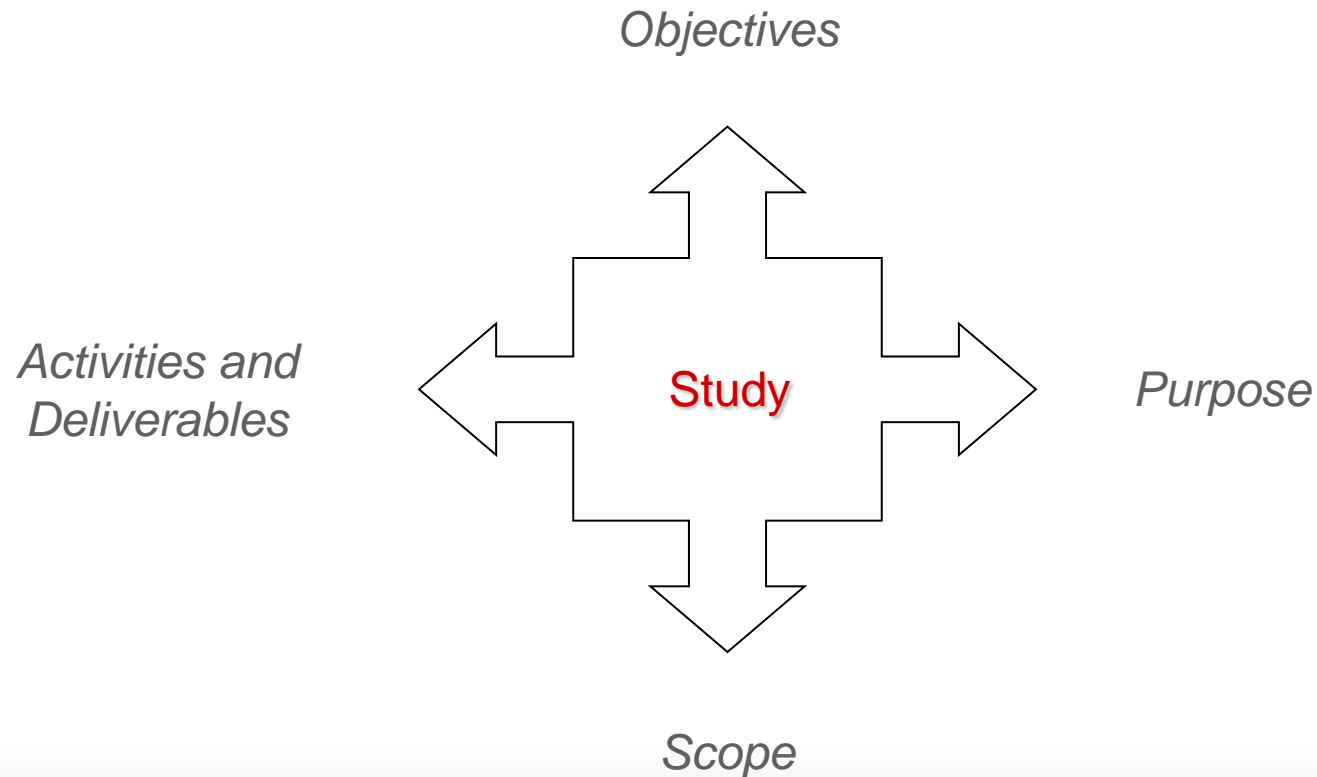 Objectives
Activities and
Deliverables
Study
Purpose
Scope